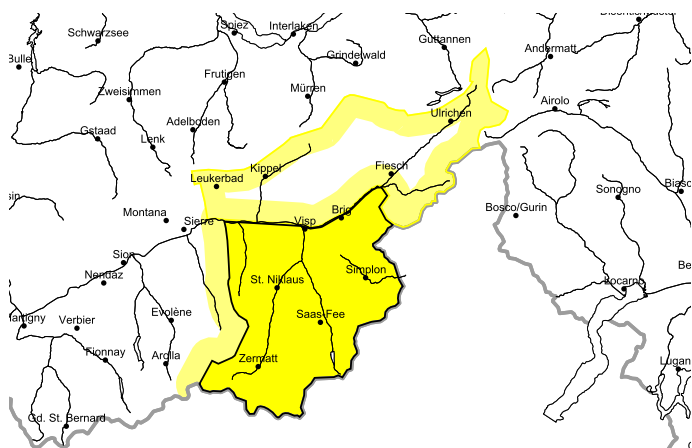 Schwarzsee
Spiez
Interlaken
Guttannen
Bulle
Grindelwald
Andermatt
Frutigen
Zweisimmen
Mürren
Airolo
Ulrichen
Gstaad
Adelboden
Lenk
Kippel
Fiesch
Leukerbad
Sonogno
Montana
Sierre
Visp
Brig
Bosco/Gurin
Sion
Nendaz
St. Niklaus
Simplon
Locarno
Evolène
Saas-Fee
Verbier
Fionnay
Arolla
Zermatt
Gd. St. Bernard